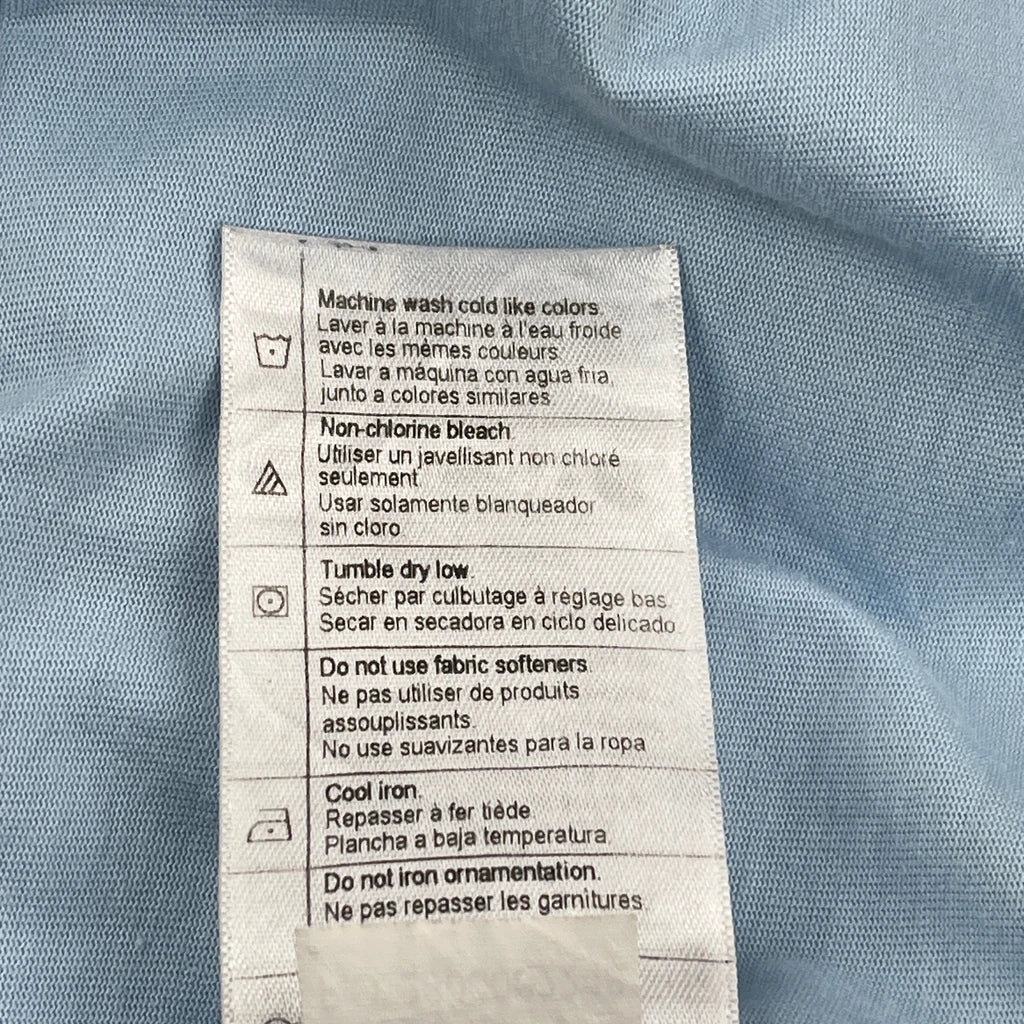 Machine wash cold like colors.
Laver à la machine à l'eau froide
avec les mêmes couleurs.
Lavar a máquina con agua fria,
junto a colores similares
Non-chlorine bleach.
Utiliser un javellisant non chloré
seulement.
Usar solamente blanqueador
sin cloro
Tumble dry low.
Sécher par culbutage à réglage bas.
Secar en secadora en ciclo delicado
Do not use fabric softeners.
Ne pas utiliser de produits
assouplissants.
No use suavizantes para la ropa
Cool iron.
Repasser à fer tiède.
Plancha a baja temperatura.
Do not iron ornamentation.
Ne pas repasser les garnitures.